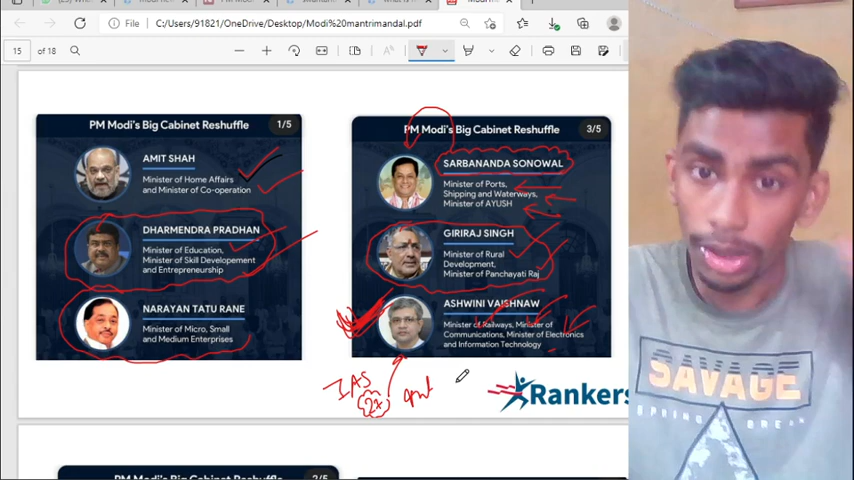 File
C:/Users/91821/OneDrive/Desktop/Modi%20mantrimandal.pdf
15 of 18
PM Modi's Big Cabinet Reshuffle 1/5
AMIT SHAH
Minister of Home Affairs
and Minister of Co-operation
DHARMENDRA PRADHAN
Minister of Education,
Minister of Skill Developement
and Entrepreneurship
NARAYAN TATU RANE
Minister of Micro, Small
and Medium Enterprises
PM Modi's Big Cabinet Reshuffle 3/5
SARBANANDA SONOWAL
Minister of Ports,
Shipping and Waterways,
Minister of AYUSH
GIRIRAJ SINGH
Minister of Rural
Development,
Minister of Panchayati Raj
ASHWINI VAISHNAW
Minister of Railways, Minister of
Communications, Minister of Electronics
and Information Technology
IAS
Rankers
PM Modi's Big Cabinet Reshuffle 2/5
SAVAGE
SPRING BREAK